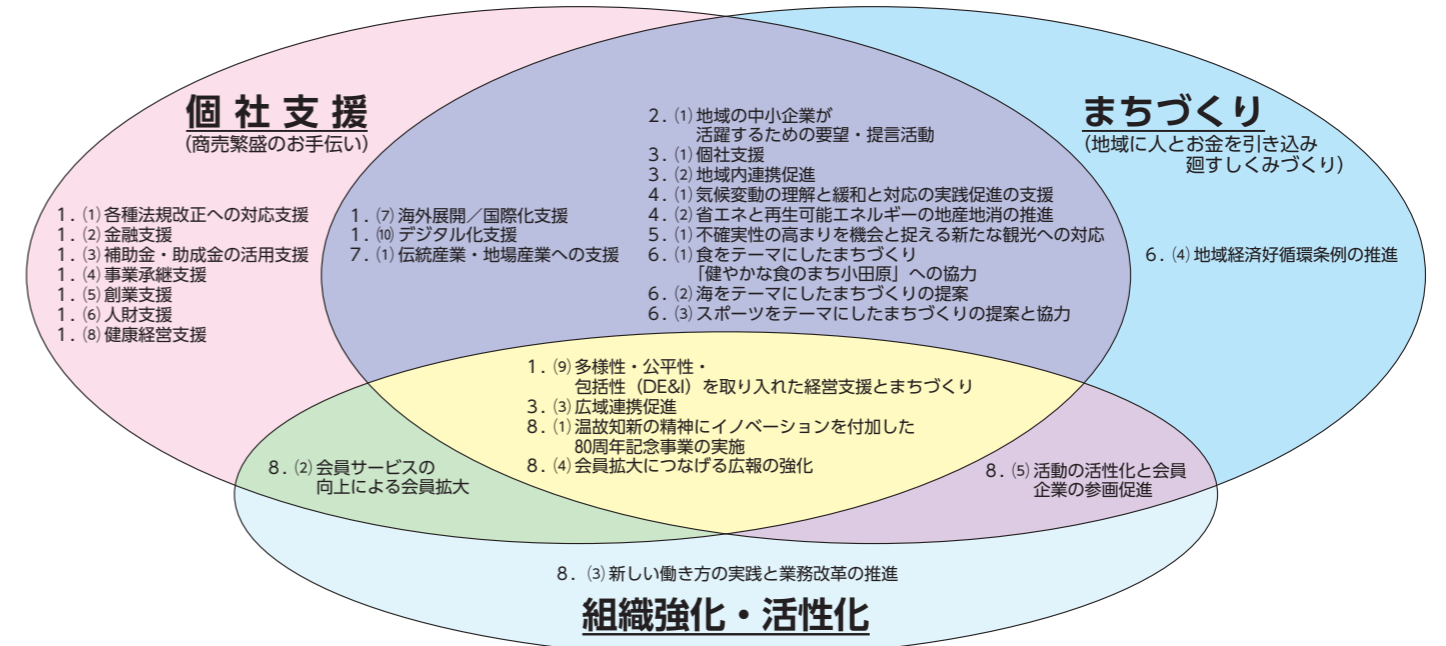 個社支援
(商売繁盛のお手伝い)
1．⑴ 各種法規改正への対応支援
1．⑵ 金融支援
1．⑶ 補助金・助成金の活用支援
1．⑷ 事業承継支援
1．⑸ 創業支援
1．⑹ 人財支援
1．⑻ 健康経営支援
1．⑺ 海外展開／国際化支援
1．⑽ デジタル化支援
7．⑴ 伝統産業・地場産業への支援
2．⑴ 地域の中小企業が
活躍するための要望・提言活動
3．⑴ 個社支援
3．⑵ 地域内連携促進
4．⑴ 気候変動の理解と緩和と対応の実践促進の支援
4．⑵ 省エネと再生可能エネルギーの地産地消の推進
5．⑴ 不確実性の高まりを機会と捉える新たな観光への対応
6．⑴ 食をテーマにしたまちづくり
「健やかな食のまち小田原」への協力
6．⑵ 海をテーマにしたまちづくりの提案
6．⑶ スポーツをテーマにしたまちづくりの提案と協力
まちづくり
(地域に人とお金を引き込み
廻すしくみづくり)
6．⑷ 地域経済好循環条例の推進
1．⑼ 多様性・公平性・
包括性（DE&I）を取り入れた経営支援とまちづくり
3．⑶ 広域連携促進
8．⑴ 温故知新の精神にイノベーションを付加した
80周年記念事業の実施
8．⑷ 会員拡大につなげる広報の強化
8．⑵ 会員サービスの
向上による会員拡大
8．⑸ 活動の活性化と会員
企業の参画促進
8．⑶ 新しい働き方の実践と業務改革の推進
組織強化・活性化